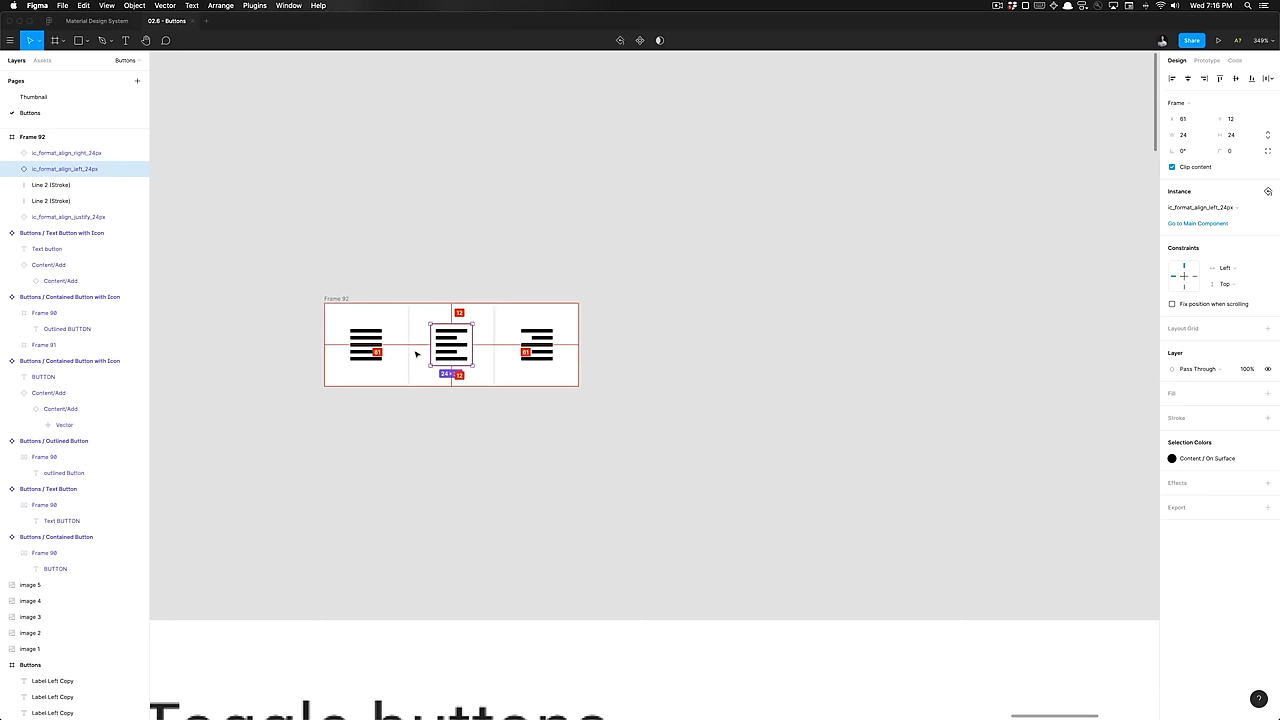 Figma File Edit View Object Vector Text Arrange Plugins Window Help Wed 7:16 PM
Material Design System 02.6 - Buttons
Share A? 349%
Layers Assets Buttons
Pages
Thumbnail
Buttons
Frame 92
ic_format_align_right_24px
ic_format_align_left_24px
Line 2 (Stroke)
Line 2 (Stroke)
ic_format_align_justify_24px
Buttons / Text Button with Icon
Text button
Content/Add
Content/Add
Buttons / Contained Button with Icon
Frame 90
Outlined BUTTON
Frame 91
Buttons / Contained Button with Icon
BUTTON
Content/Add
Content/Add
Vector
Buttons / Outlined Button
Frame 90
outlined Button
Buttons / Text Button
Frame 90
Text BUTTON
Buttons / Contained Button
Frame 90
BUTTON
image 5
image 4
image 3
image 2
image 1
Buttons
Label Left Copy
Label Left Copy
Label Left Copy
Frame 92
12
61
61
24 ×
12
Toggle buttons
Design Prototype Code
Frame
X 61 Y 12
W 24 H 24
0° 0
Clip content
Instance
ic_format_align_left_24px
Go to Main Component
Constraints
Left
Top
Fix position when scrolling
Layout Grid
Layer
Pass Through 100%
Fill
Stroke
Selection Colors
Content / On Surface
Effects
Export
?